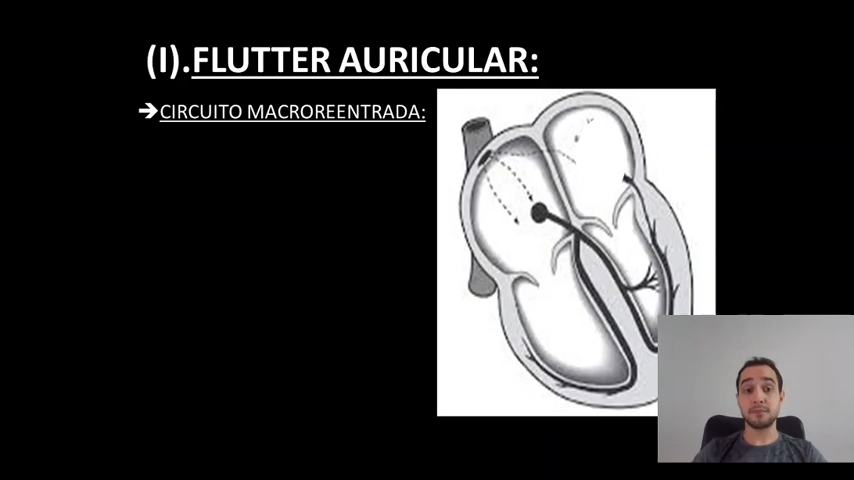 (I).FLUTTER AURICULAR:
➔CIRCUITO MACROREENTRADA: